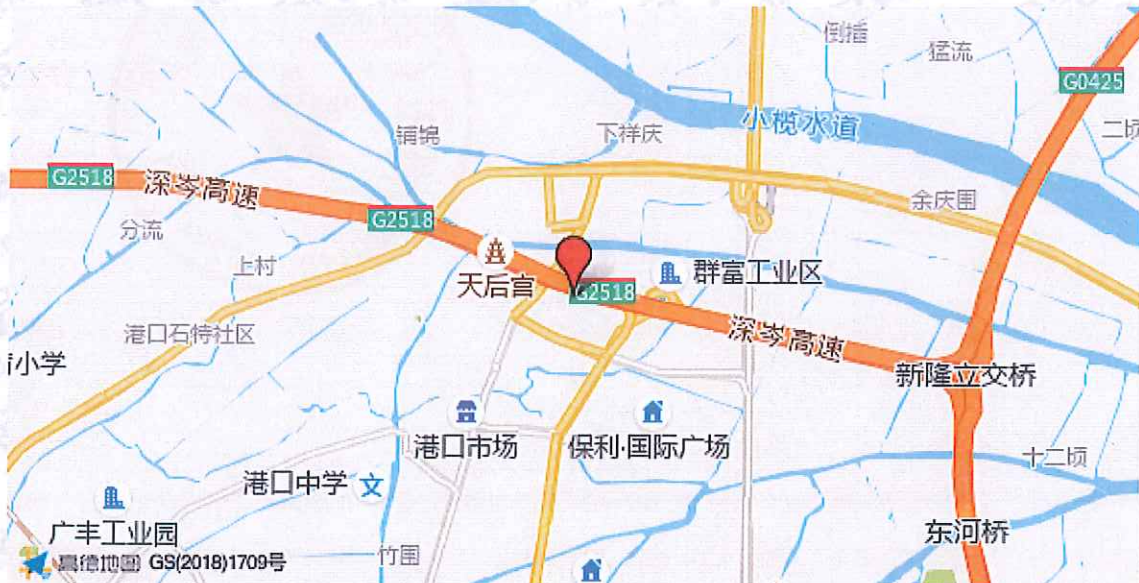 倒插
猛流
G0425
小榄水道
二顷
铺锦
下祥庆
G2518
深岑高速
余庆围
G2518
分流
上村
天后宫
G2518
群富工业区
港口石特社区
深岑高速
小学
新隆立交桥
港口市场
保利·国际广场
港口中学
文
十二顷
广丰工业园
东河桥
竹围
高德地图 GS(2018)1709号